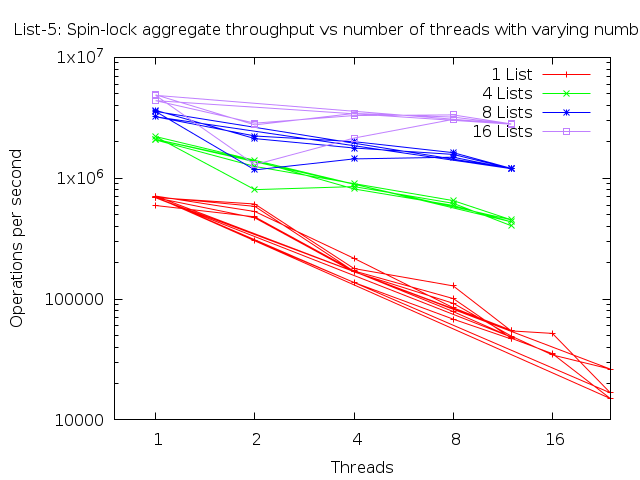 List-5: Spin-lock aggregate throughput vs number of threads with varying numb
1x10^7
1 List
4 Lists
8 Lists
16 Lists
1x10^6
100000
10000
Operations per second
1 2 4 8 16
Threads